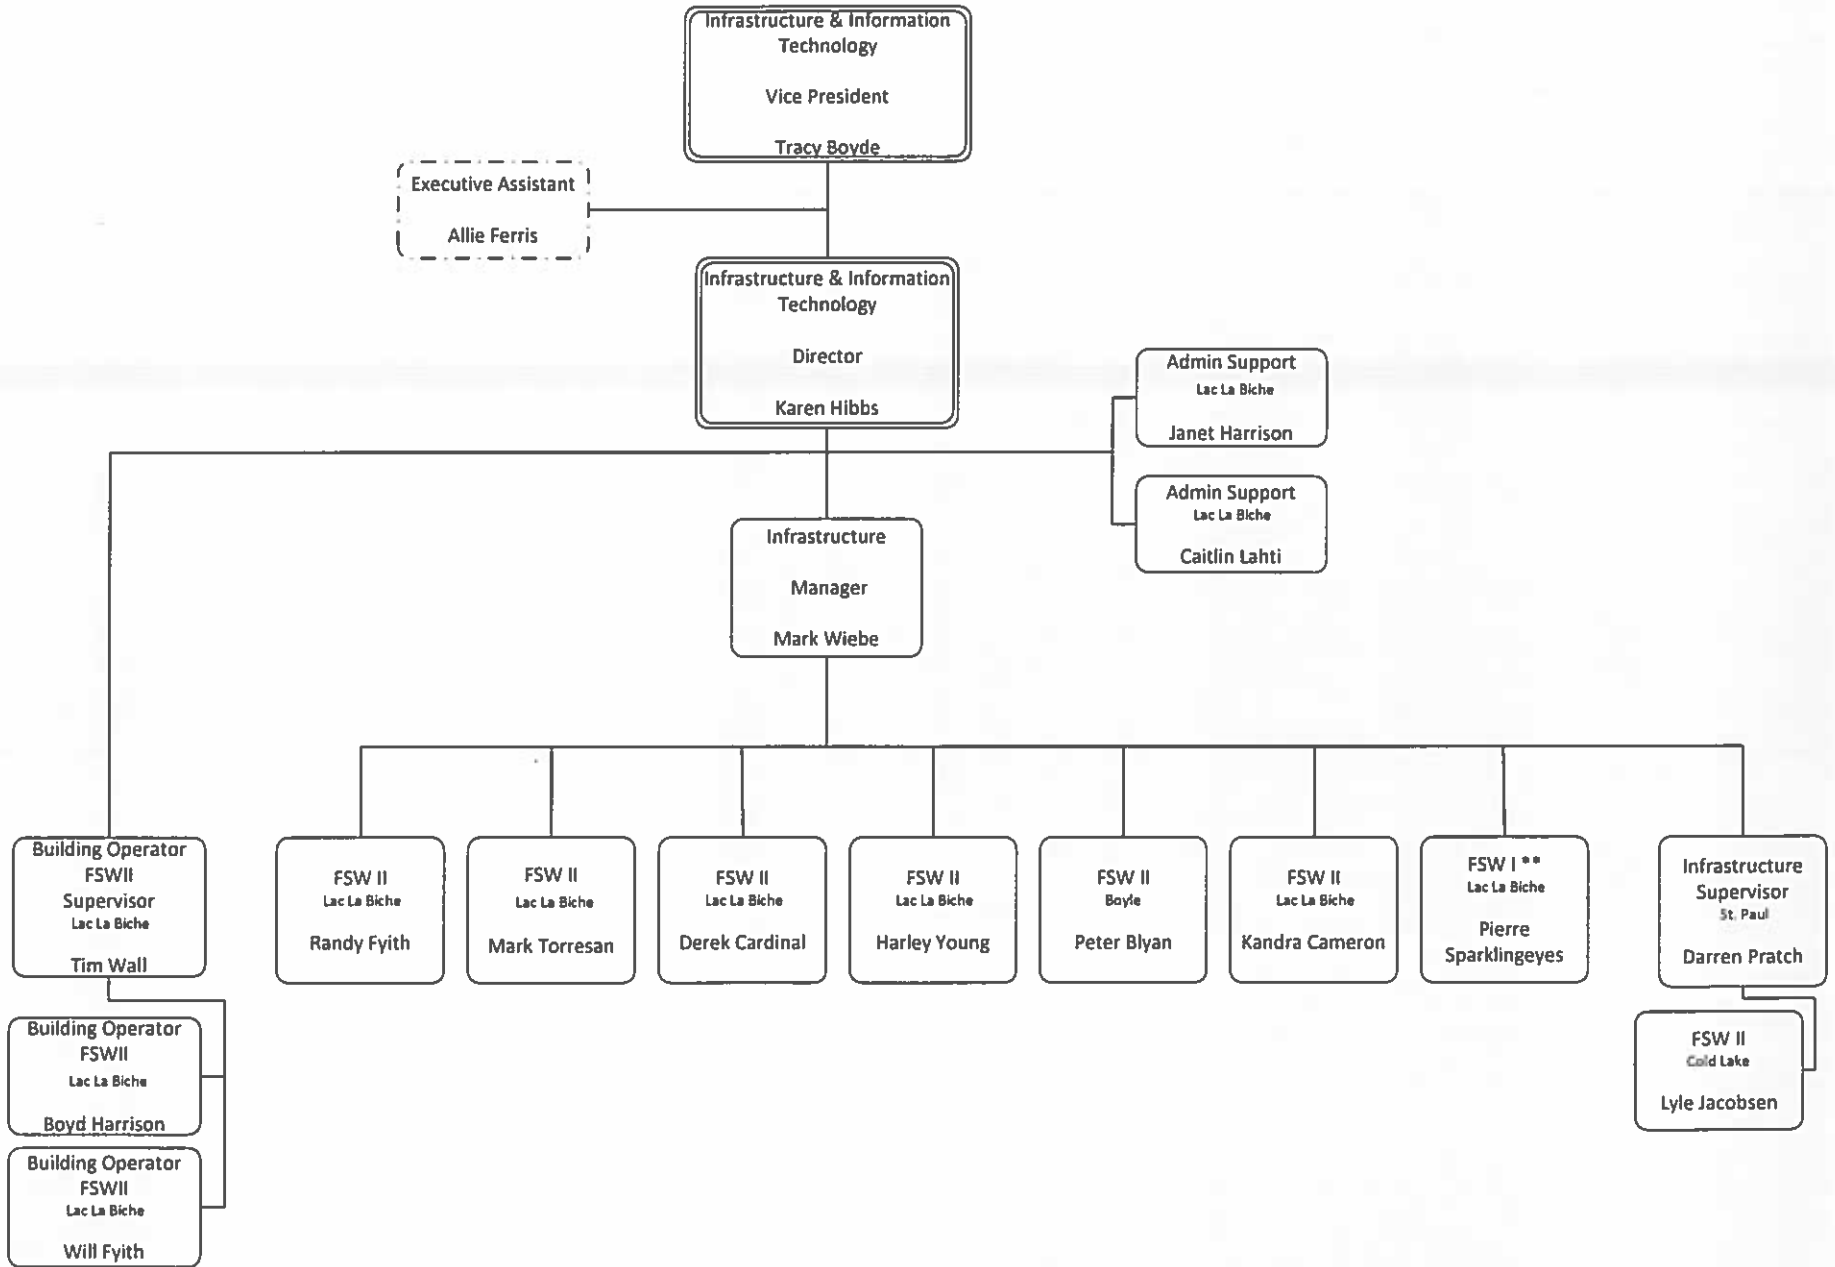 Infrastructure & Information
Technology
Vice President
Tracy Boyde
Executive Assistant
Allie Ferris
Infrastructure & Information
Technology
Director
Karen Hibbs
Admin Support
Lac La Biche
Janet Harrison
Admin Support
Lac La Biche
Caitlin Lahti
Infrastructure
Manager
Mark Wiebe
Building Operator
FSWII
Supervisor
Lac La Biche
Tim Wall
FSW II
Lac La Biche
Randy Fyith
FSW II
Lac La Biche
Mark Torresan
FSW II
Lac La Biche
Derek Cardinal
FSW II
Lac La Biche
Harley Young
FSW II
Boyle
Peter Blyan
FSW II
Lac La Biche
Kandra Cameron
FSW I **
Lac La Biche
Pierre
Sparklingeyes
Infrastructure
Supervisor
St. Paul
Darren Pratch
Building Operator
FSWII
Lac La Biche
Boyd Harrison
Building Operator
FSWII
Lac La Biche
Will Fyith
FSW II
Cold Lake
Lyle Jacobsen